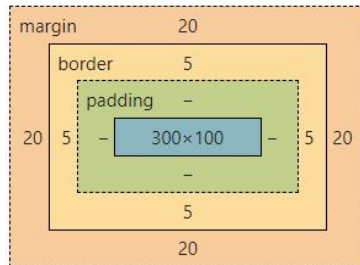 margin 20
border 5
padding –
20 5 – 300×100 – 5 20
–
5
20